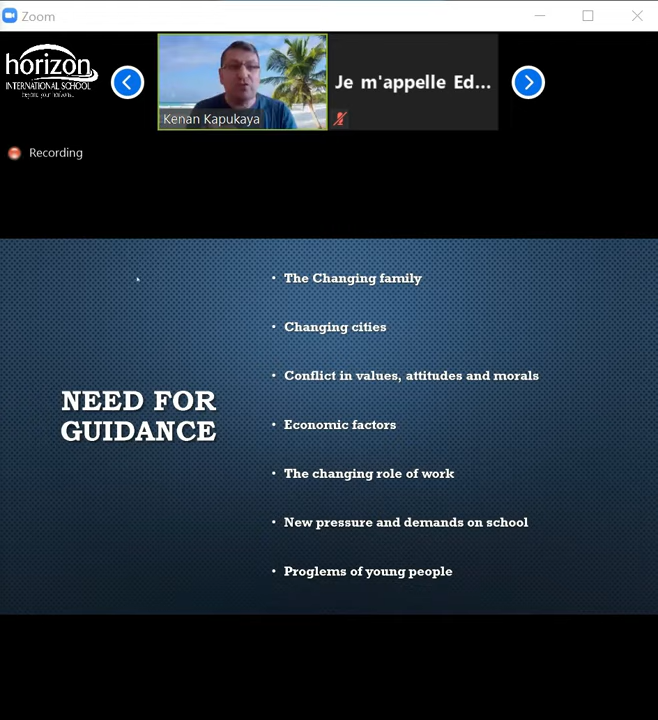 Zoom
horizon
INTERNATIONAL SCHOOL
Kenan Kapukaya
Je m'appelle Ed...
Recording
NEED FOR
GUIDANCE
• The Changing family
• Changing cities
• Conflict in values, attitudes and morals
• Economic factors
• The changing role of work
• New pressure and demands on school
• Proglems of young people